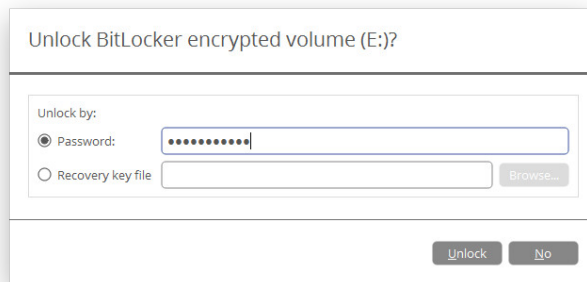 Unlock BitLocker encrypted volume (E:)?
Unlock by:
Password: ●●●●●●●●●●●
Recovery key file Browse...
Unlock No